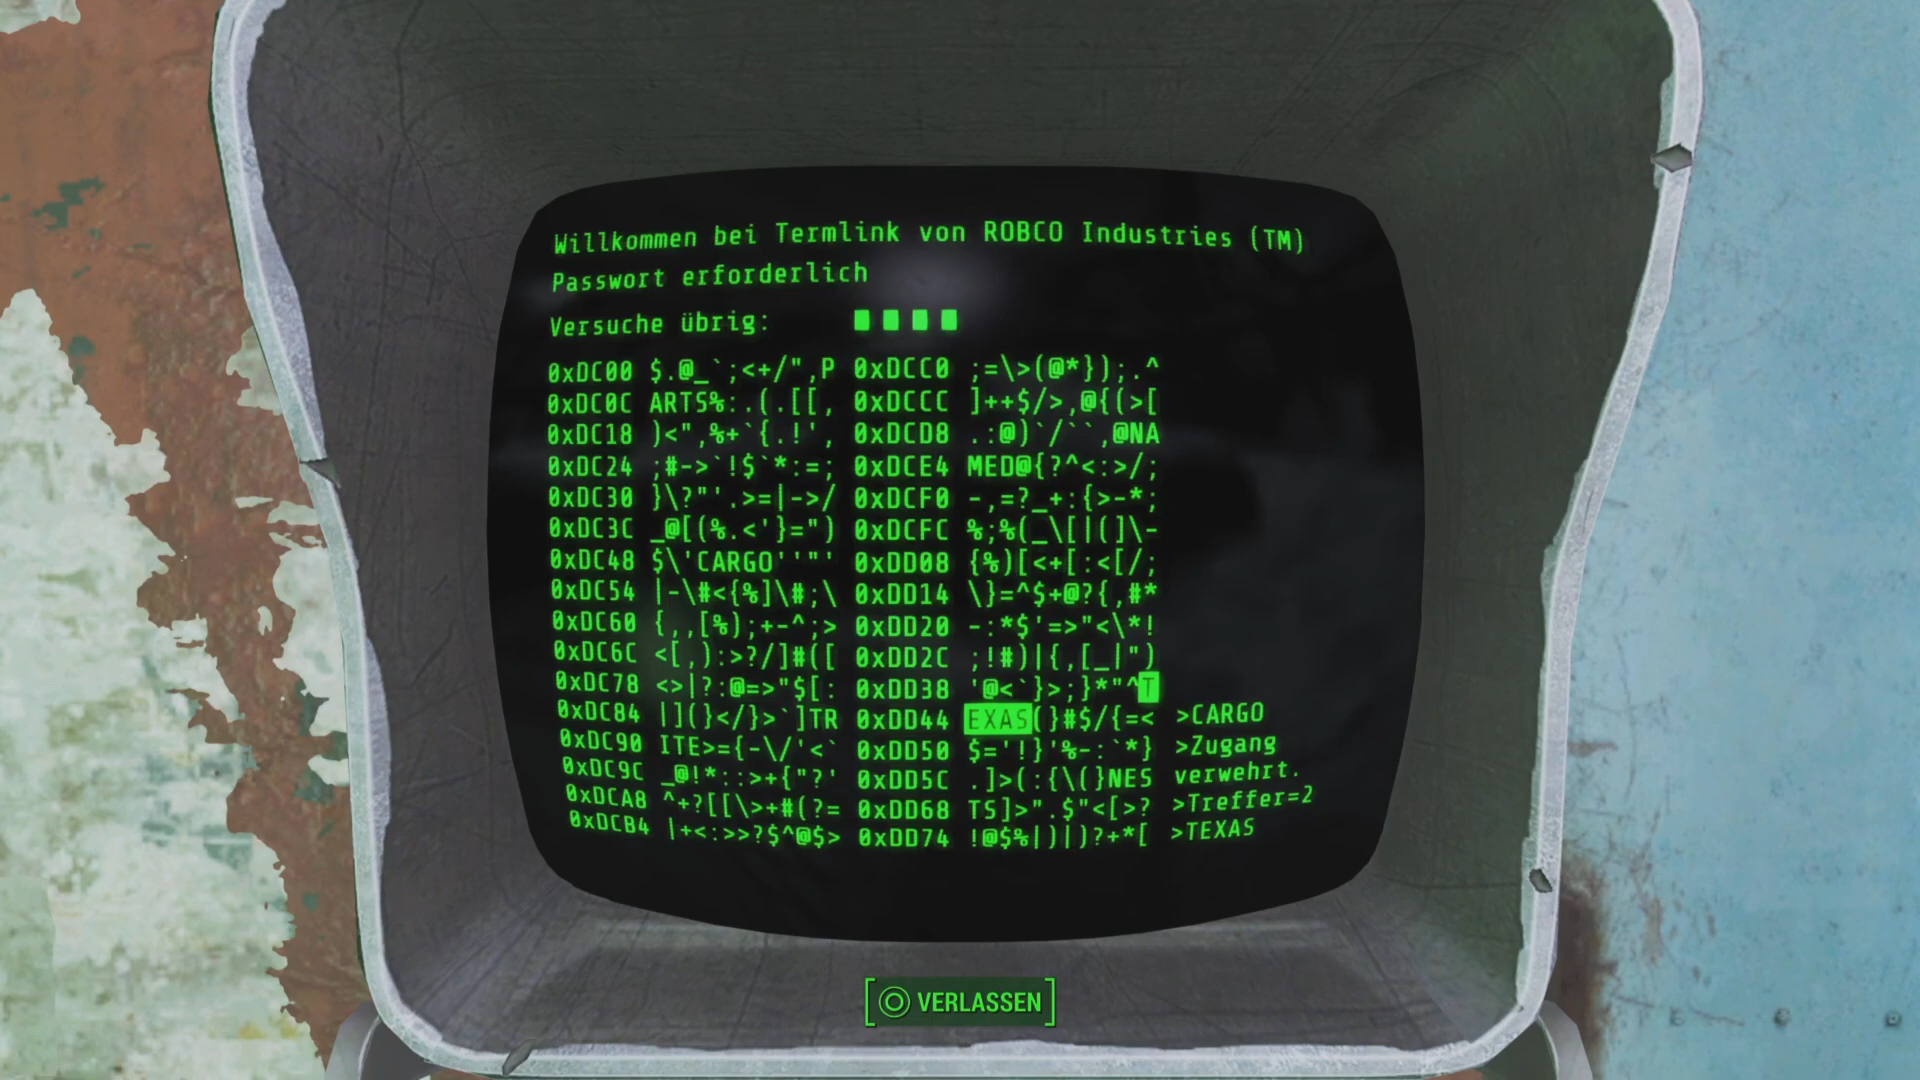 Willkommen bei Termlink von ROBCO Industries (TM)
Passwort erforderlich
Versuche übrig: ■ ■ ■ ■
0xDC00 $.@_`;<+/",P 0xDCC0 ;=\>(@*});.^
0xDC0C ARTS%:.(.[[, 0xDCCC ]++$/>,@{(>[
0xDC18 )<",%+`{.!', 0xDCD8 .:@)`/``,@NA
0xDC24 ;#->`!$`*:=; 0xDCE4 MED@{?^<:>/;
0xDC30 }\?"'.>=|->/ 0xDCF0 -,=?_+:{>-*;
0xDC3C _@[(%.<'}=") 0xDCFC %;%(_\[|(]\-
0xDC48 $\'CARGO''"' 0xDD08 {%)[<+[:<[/;
0xDC54 |-\#<{%]\#;\ 0xDD14 \}=^$+@?{,#*
0xDC60 {,,[%);+-^;> 0xDD20 -:*$'=>"<\*!
0xDC6C <[,):>?/]#([ 0xDD2C ;!#)|{,[_|")
0xDC78 <>|?:@=>"$[: 0xDD38 '@<`}>;}*"^T
0xDC84 |](}</}>`]TR 0xDD44 EXAS(}#$/{=< >CARGO
0xDC90 ITE>={-\/'<` 0xDD50 $='!}'%-:`*} >Zugang
0xDC9C _@!*::>+{"?' 0xDD5C .]>(:{\(}NES verwehrt.
0xDCA8 ^+?[[\>+#(?= 0xDD68 TS]>".$"<[>? >Treffer=2
0xDCB4 |+<:>>?$^@$> 0xDD74 !@$%|)|)?+*[ >TEXAS
VERLASSEN